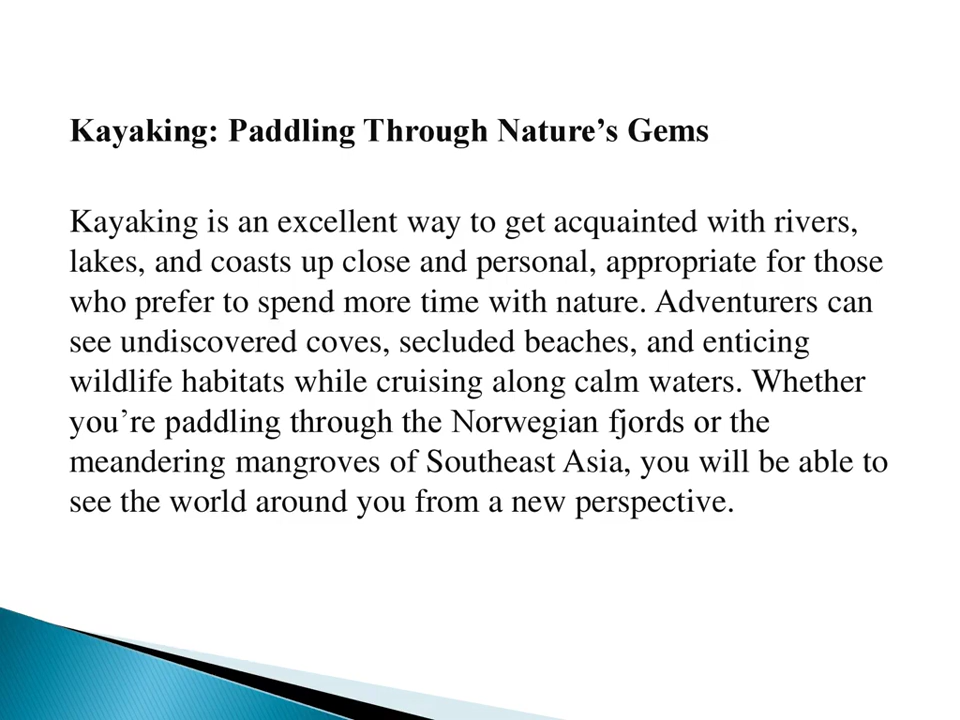 Kayaking: Paddling Through Nature’s Gems
Kayaking is an excellent way to get acquainted with rivers,
lakes, and coasts up close and personal, appropriate for those
who prefer to spend more time with nature. Adventurers can
see undiscovered coves, secluded beaches, and enticing
wildlife habitats while cruising along calm waters. Whether
you’re paddling through the Norwegian fjords or the
meandering mangroves of Southeast Asia, you will be able to
see the world around you from a new perspective.